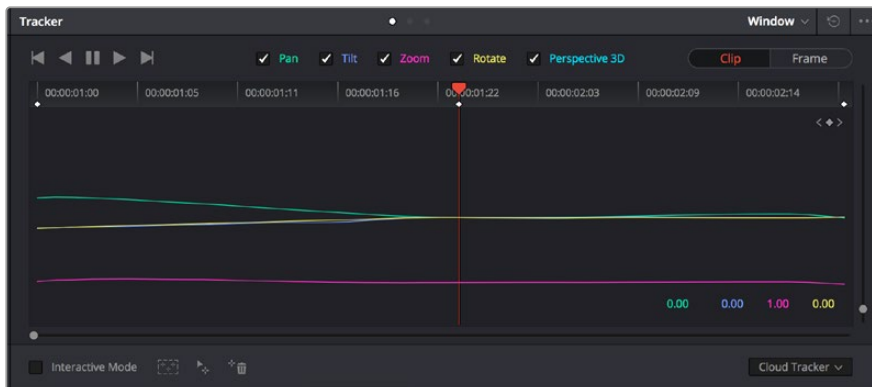 Tracker
Window
Pan Tilt Zoom Rotate Perspective 3D Clip Frame
00:00:01:00 00:00:01:05 00:00:01:11 00:00:01:16 00:00:01:22 00:00:02:03 00:00:02:09 00:00:02:14
0.00 0.00 1.00 0.00
Interactive Mode Cloud Tracker